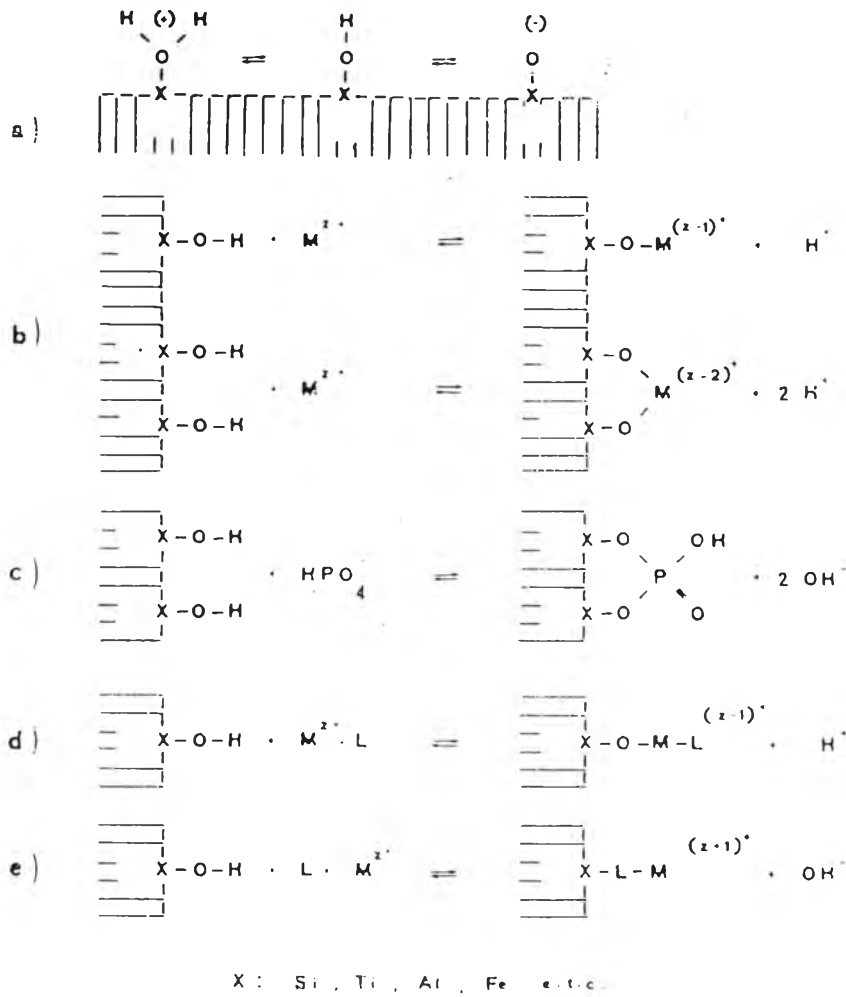 H (+) H H (-)
O ⇌ O ⇌ O
X X X
a)
X-O-H · M^z+ ⇌ X-O-M^(z-1)+ · H+
b)
X-O-H X-O
· M^z+ ⇌ M^(z-2)+ · 2 H+
X-O-H X-O
X-O-H X-O OH
c) · HPO4 ⇌ P · 2 OH-
X-O-H X-O O
d) X-O-H · M^z+ · L ⇌ X-O-M-L^(z-1)+ · H+
e) X-O-H · L · M^z+ ⇌ X-L-M^(z+1)+ · OH-
X : Si , Ti , Al , Fe e.t.c.